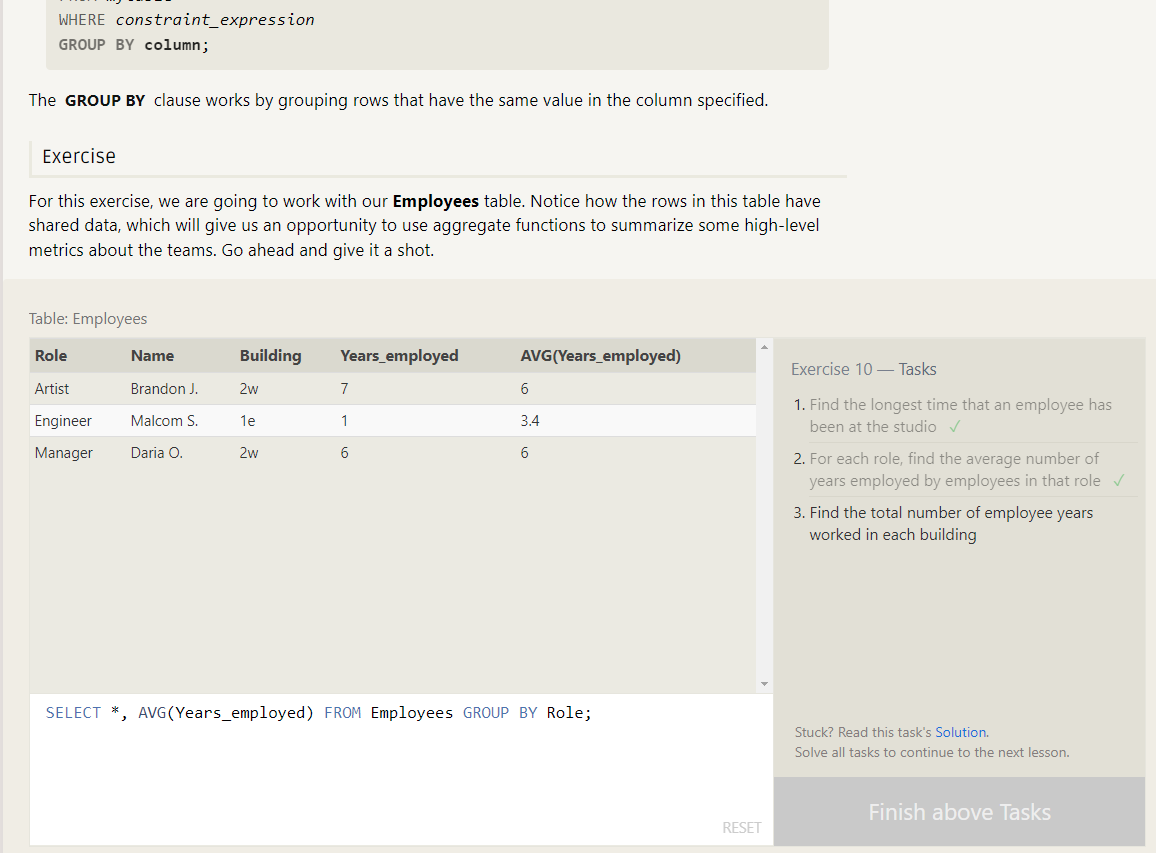 WHERE constraint_expression
GROUP BY column;
The GROUP BY clause works by grouping rows that have the same value in the column specified.
Exercise
For this exercise, we are going to work with our Employees table. Notice how the rows in this table have
shared data, which will give us an opportunity to use aggregate functions to summarize some high-level
metrics about the teams. Go ahead and give it a shot.
Table: Employees
Role Name Building Years_employed AVG(Years_employed)
Artist Brandon J. 2w 7 6
Engineer Malcom S. 1e 1 3.4
Manager Daria O. 2w 6 6
SELECT *, AVG(Years_employed) FROM Employees GROUP BY Role;
RESET
Exercise 10 — Tasks
1. Find the longest time that an employee has
been at the studio ✓
2. For each role, find the average number of
years employed by employees in that role ✓
3. Find the total number of employee years
worked in each building
Stuck? Read this task's Solution.
Solve all tasks to continue to the next lesson.
Finish above Tasks